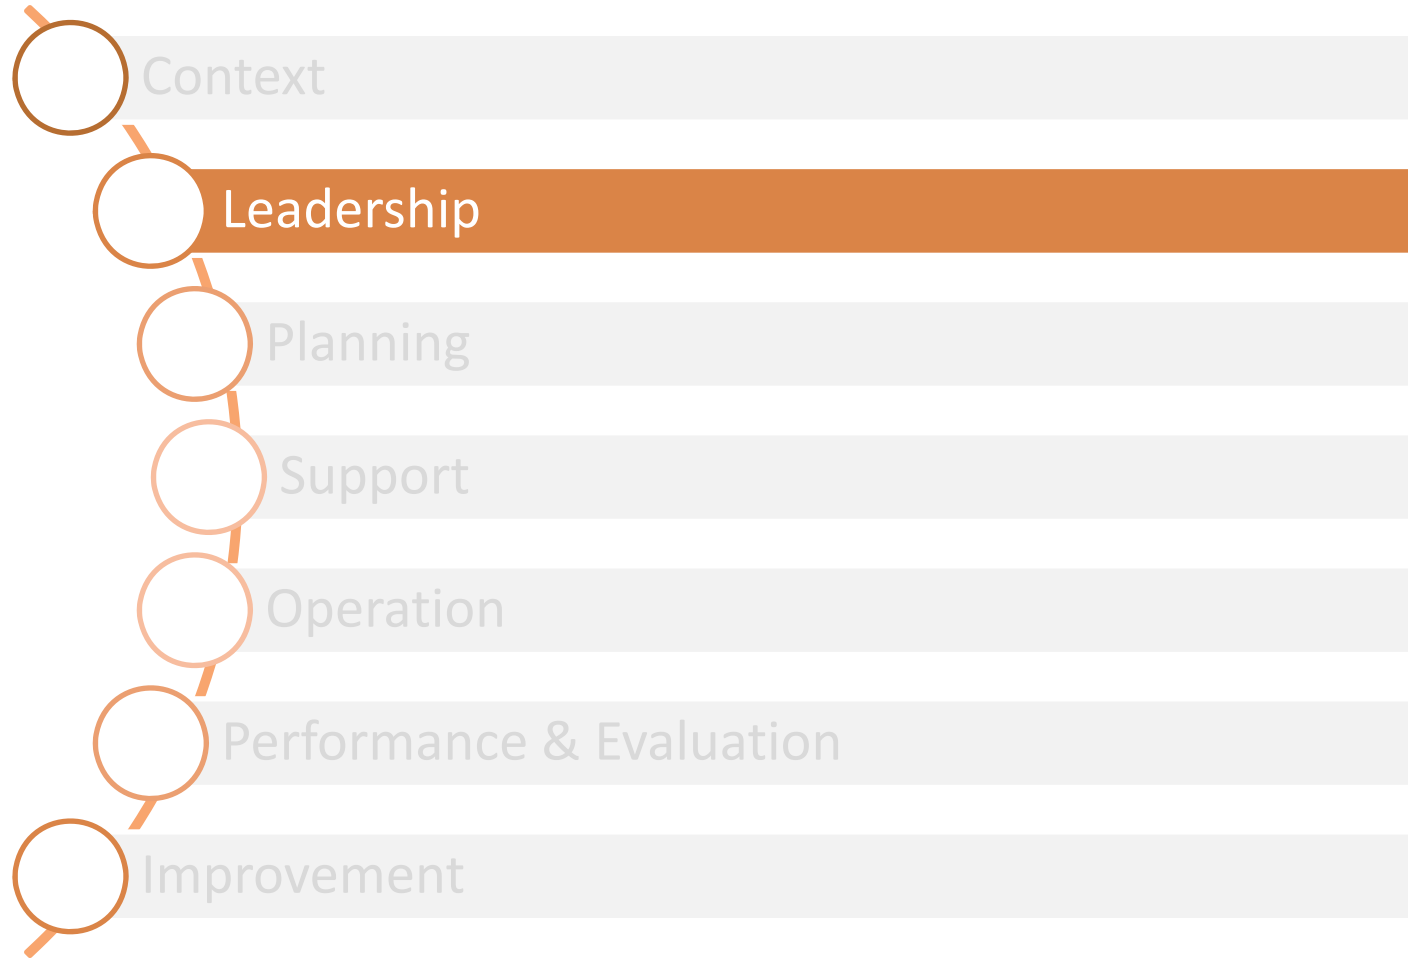 Context
Leadership
Planning
Support
Operation
Performance & Evaluation
Improvement